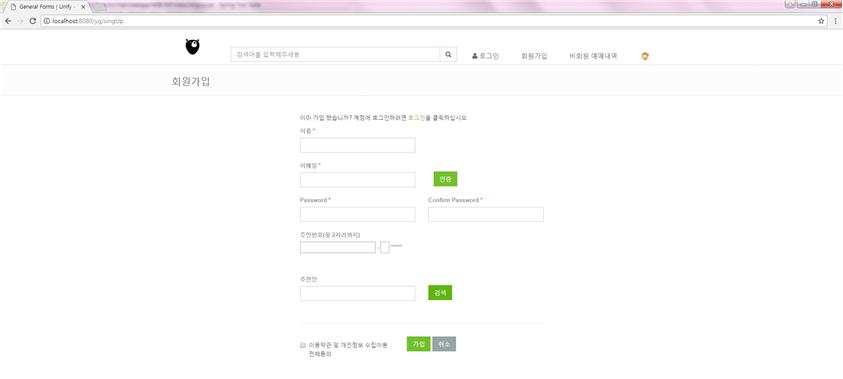 General Forms | Unify -
localhost:8080/yg/singUp
검색어를 입력해주세용
로그인
회원가입
비회원 예매내역
회원가입
이미 가입 했습니까? 계정에 로그인하려면 로그인을 클릭하십시오
이름 *
이메일 *
인증
Password *
Confirm Password *
주민번호(뒷 2자리까지)
- *****
추천인
검색
이용약관 및 개인정보 수집이용
전체동의
가입
취소